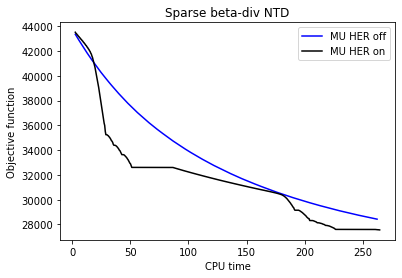 Sparse beta-div NTD
MU HER off
MU HER on
Objective function
44000
42000
40000
38000
36000
34000
32000
30000
28000
0 50 100 150 200 250
CPU time